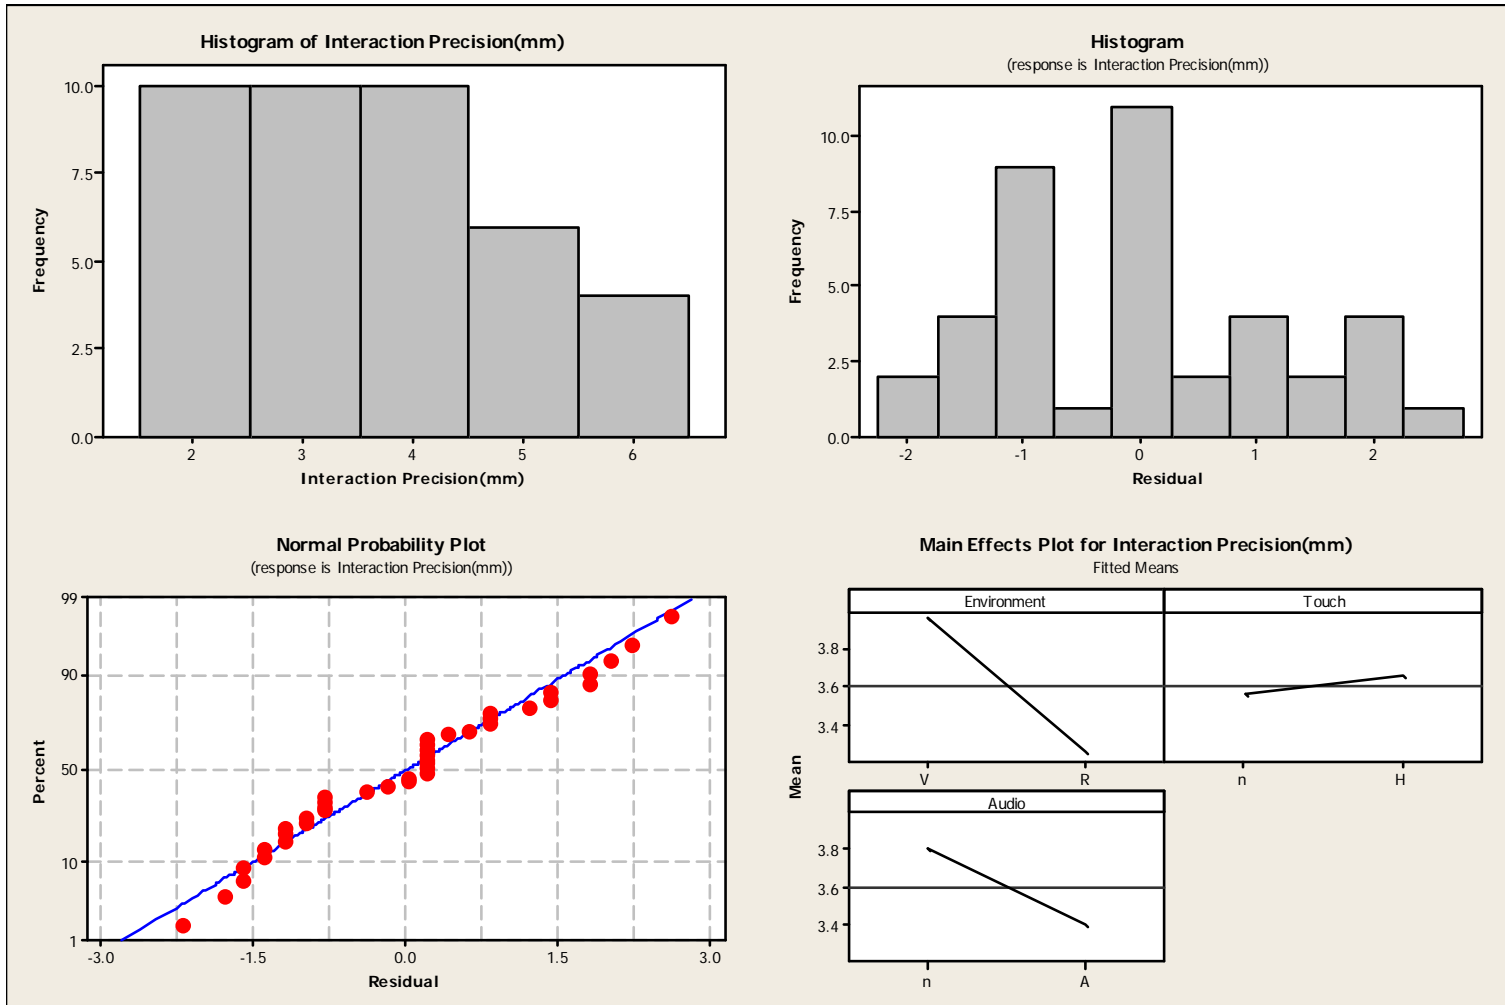 Histogram of Interaction Precision(mm)
10.0
7.5
5.0
2.5
0.0
Frequency
2 3 4 5 6
Interaction Precision(mm)
Histogram
(response is Interaction Precision(mm))
10.0
7.5
5.0
2.5
0.0
Frequency
-2 -1 0 1 2
Residual
Normal Probability Plot
(response is Interaction Precision(mm))
99
90
50
10
1
Percent
-3.0 -1.5 0.0 1.5 3.0
Residual
Main Effects Plot for Interaction Precision(mm)
Fitted Means
Environment Touch
3.8
3.6
3.4
V R n H
Mean
Audio
3.8
3.6
3.4
n A